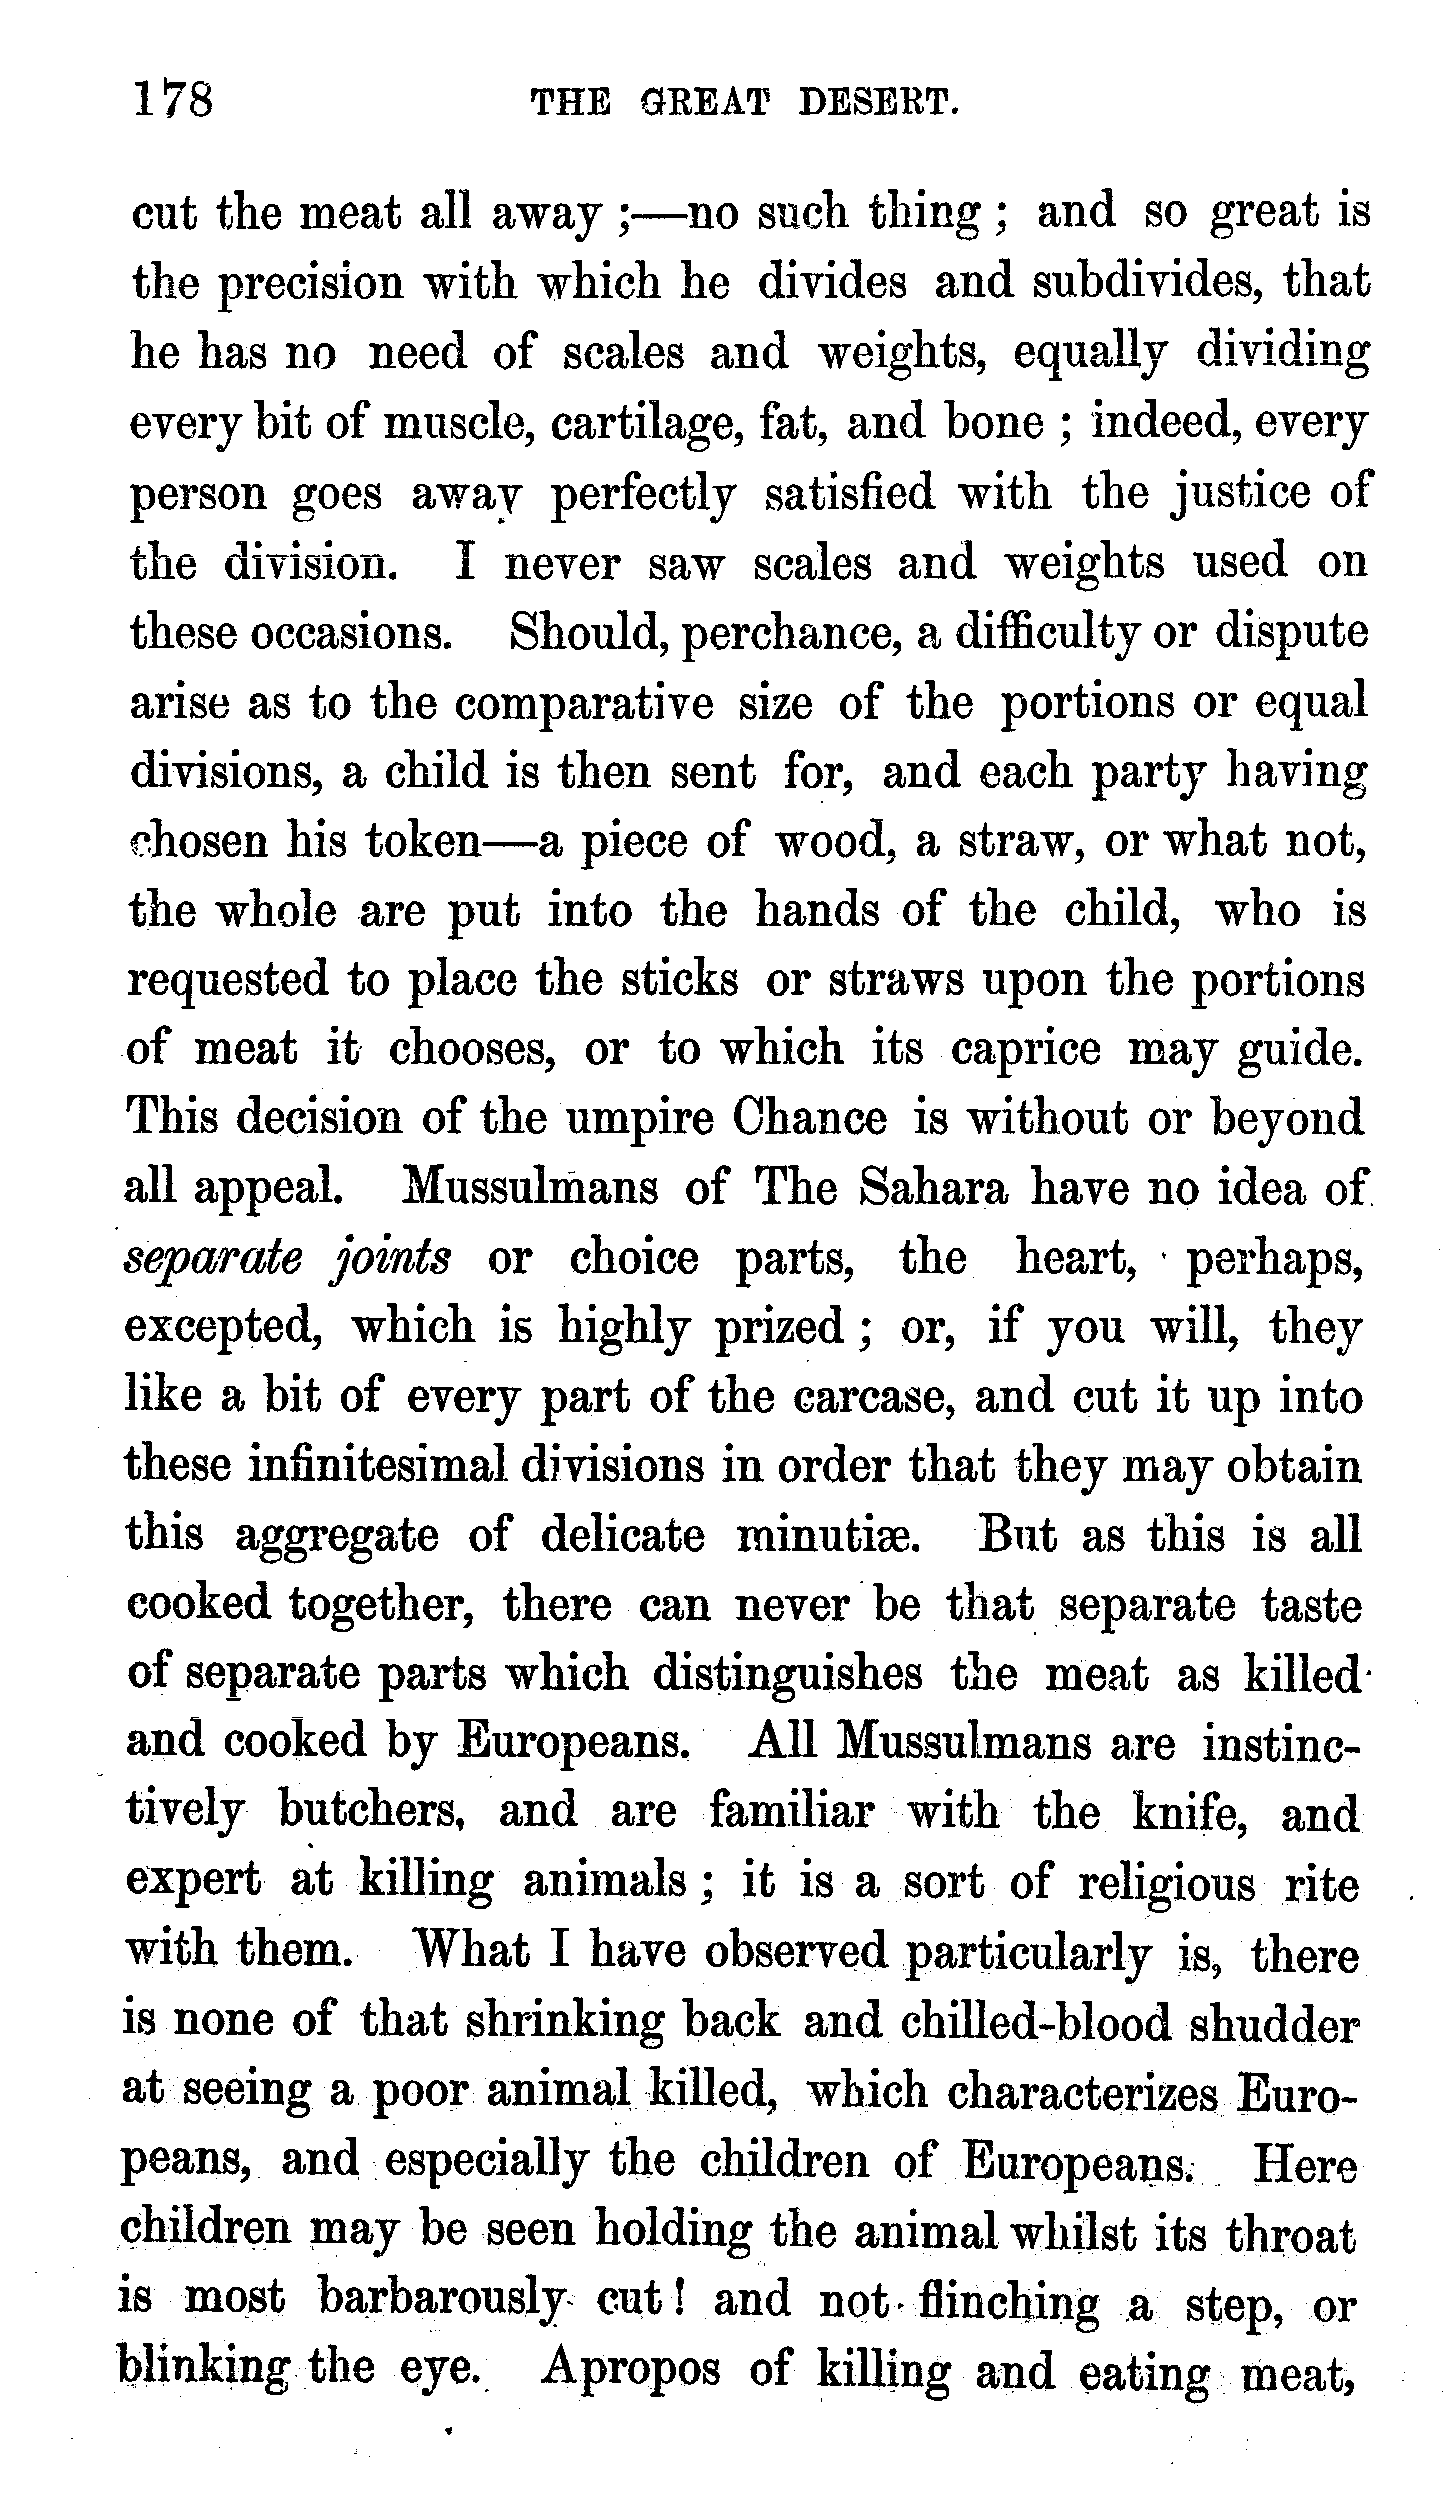 178 THE GREAT DESERT.
cut the meat all away ;—no such thing ; and so great is
the precision with which he divides and subdivides, that
he has no need of scales and weights, equally dividing
every bit of muscle, cartilage, fat, and bone ; indeed, every
person goes away perfectly satisfied with the justice of
the division. I never saw scales and weights used on
these occasions. Should, perchance, a difficulty or dispute
arise as to the comparative size of the portions or equal
divisions, a child is then sent for, and each party having
chosen his token—a piece of wood, a straw, or what not,
the whole are put into the hands of the child, who is
requested to place the sticks or straws upon the portions
of meat it chooses, or to which its caprice may guide.
This decision of the umpire Chance is without or beyond
all appeal. Mussulmans of The Sahara have no idea of
separate joints or choice parts, the heart, perhaps,
excepted, which is highly prized ; or, if you will, they
like a bit of every part of the carcase, and cut it up into
these infinitesimal divisions in order that they may obtain
this aggregate of delicate minutiæ. But as this is all
cooked together, there can never be that separate taste
of separate parts which distinguishes the meat as killed
and cooked by Europeans. All Mussulmans are instinc-
tively butchers, and are familiar with the knife, and
expert at killing animals ; it is a sort of religious rite
with them. What I have observed particularly is, there
is none of that shrinking back and chilled-blood shudder
at seeing a poor animal killed, which characterizes Euro-
peans, and especially the children of Europeans. Here
children may be seen holding the animal whilst its throat
is most barbarously cut! and not flinching a step, or
blinking the eye. Apropos of killing and eating meat,